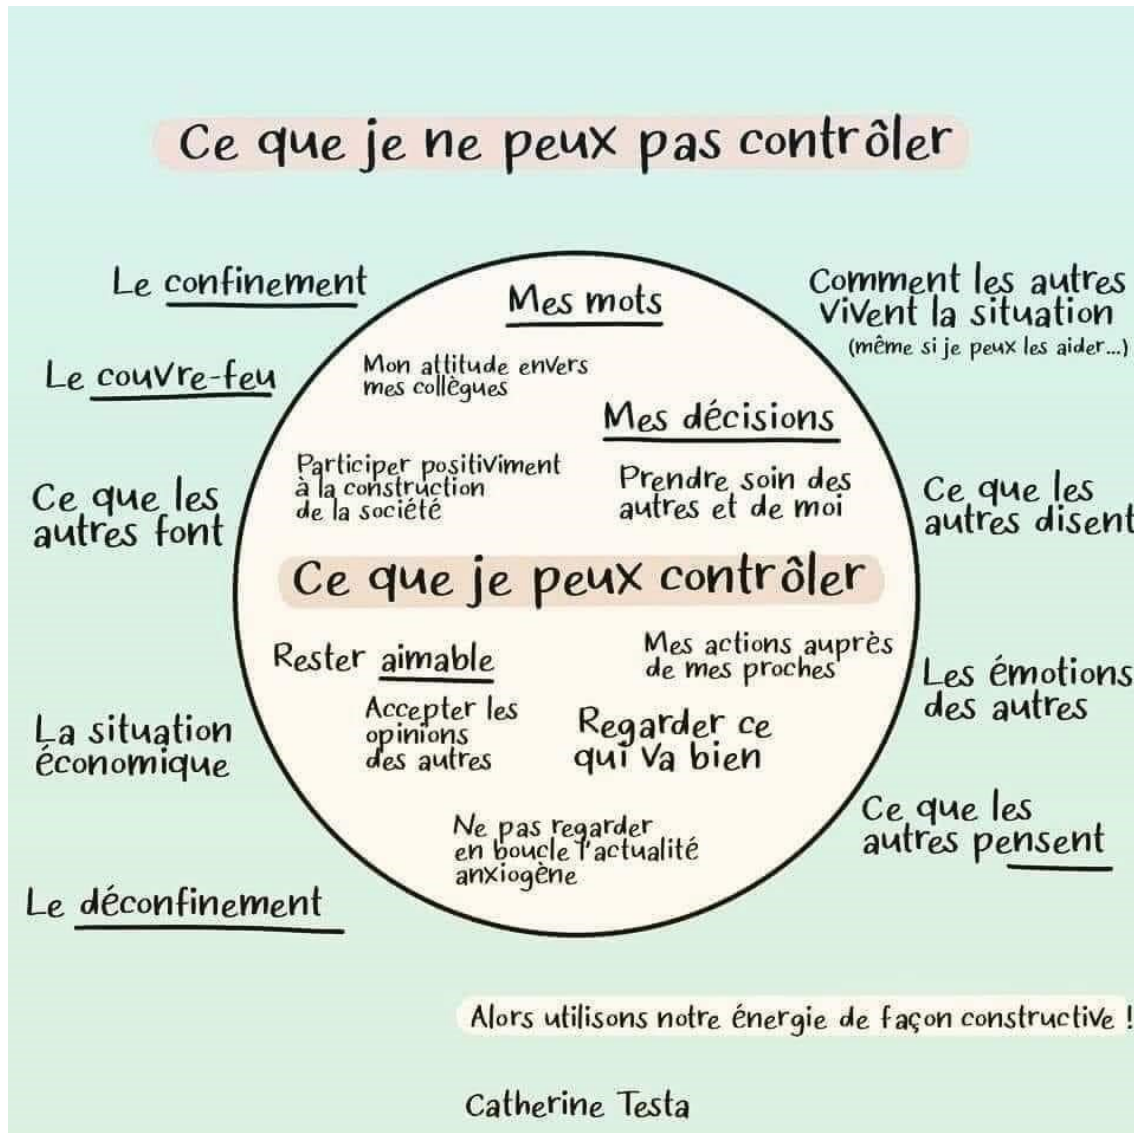 Ce que je ne peux pas contrôler
Le confinement
Mes mots
Comment les autres
vivent la situation
(même si je peux les aider...)
Le couvre-feu
Mon attitude envers
mes collègues
Mes décisions
Participer positiviment
à la construction
de la société
Prendre soin des
autres et de moi
Ce que les
autres font
Ce que les
autres disent
Ce que je peux contrôler
Rester aimable
Mes actions auprès
de mes proches
Les émotions
des autres
Accepter les
opinions
des autres
Regarder ce
qui va bien
La situation
économique
Ce que les
autres pensent
Ne pas regarder
en boucle l'actualité
anxiogène
Le déconfinement
Alors utilisons notre énergie de façon constructive !
Catherine Testa